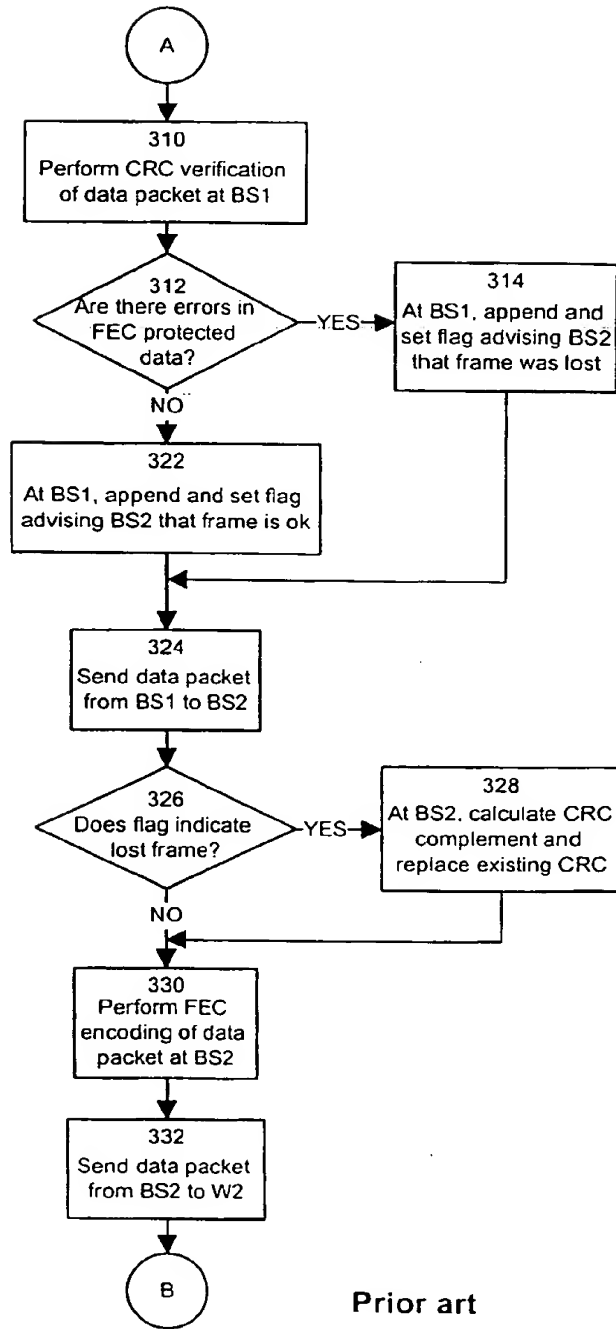 A
310
Perform CRC verification
of data packet at BS1
312
Are there errors in
FEC protected
data?
YES
314
At BS1, append and
set flag advising BS2
that frame was lost
NO
322
At BS1, append and set flag
advising BS2 that frame is ok
324
Send data packet
from BS1 to BS2
326
Does flag indicate
lost frame?
YES
328
At BS2, calculate CRC
complement and
replace existing CRC
NO
330
Perform FEC
encoding of data
packet at BS2
332
Send data packet
from BS2 to W2
B
Prior art